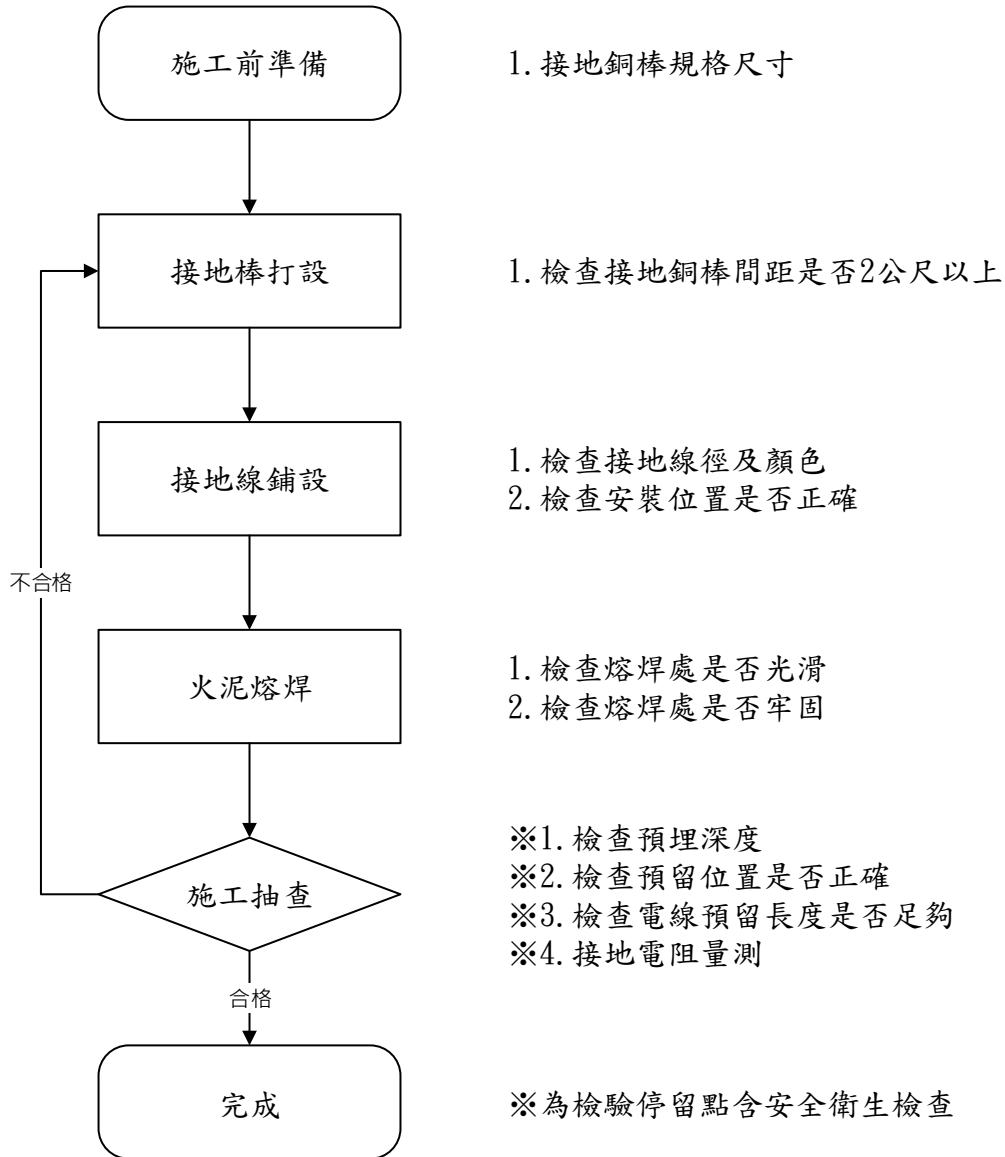 施工前準備
1.接地銅棒規格尺寸
接地棒打設
1.檢查接地銅棒間距是否2公尺以上
接地線鋪設
1.檢查接地線徑及顏色
2.檢查安裝位置是否正確
不合格
火泥熔焊
1.檢查熔焊處是否光滑
2.檢查熔焊處是否牢固
施工抽查
※1.檢查預埋深度
※2.檢查預留位置是否正確
※3.檢查電線預留長度是否足夠
※4.接地電阻量測
合格
完成
※為檢驗停留點含安全衛生檢查